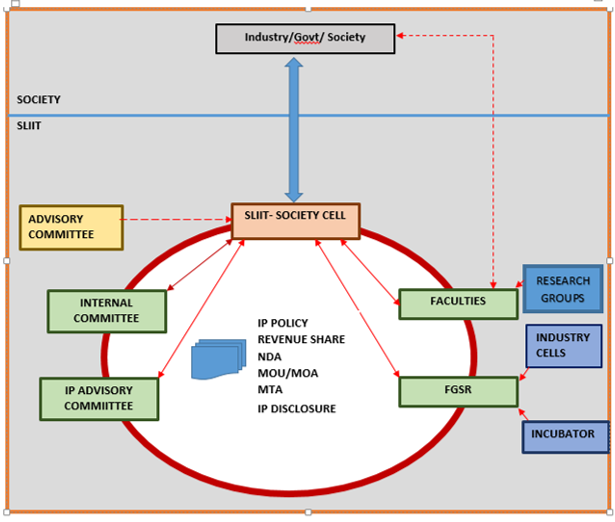 Industry/Govt/ Society
SOCIETY
SLIIT
SLIIT- SOCIETY CELL
ADVISORY
COMMITTEE
INTERNAL
COMMITTEE
IP ADVISORY
COMMIITTEE
IP POLICY
REVENUE SHARE
NDA
MOU/MOA
MTA
IP DISCLOSURE
FACULTIES
RESEARCH
GROUPS
INDUSTRY
CELLS
FGSR
INCUBATOR